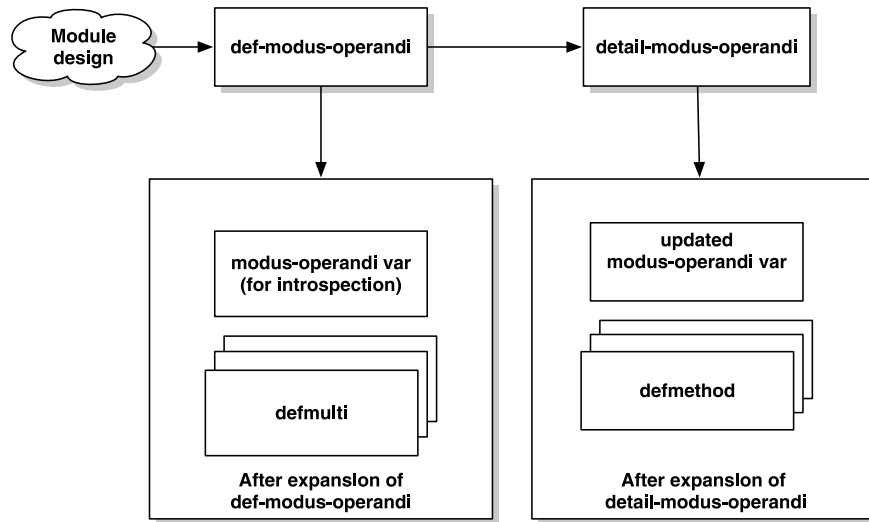 Module
design
def-modus-operandi
detail-modus-operandi
modus-operandi var
(for introspection)
defmulti
After expansion of
def-modus-operandi
updated
modus-operandi var
defmethod
After expansion of
detail-modus-operandi